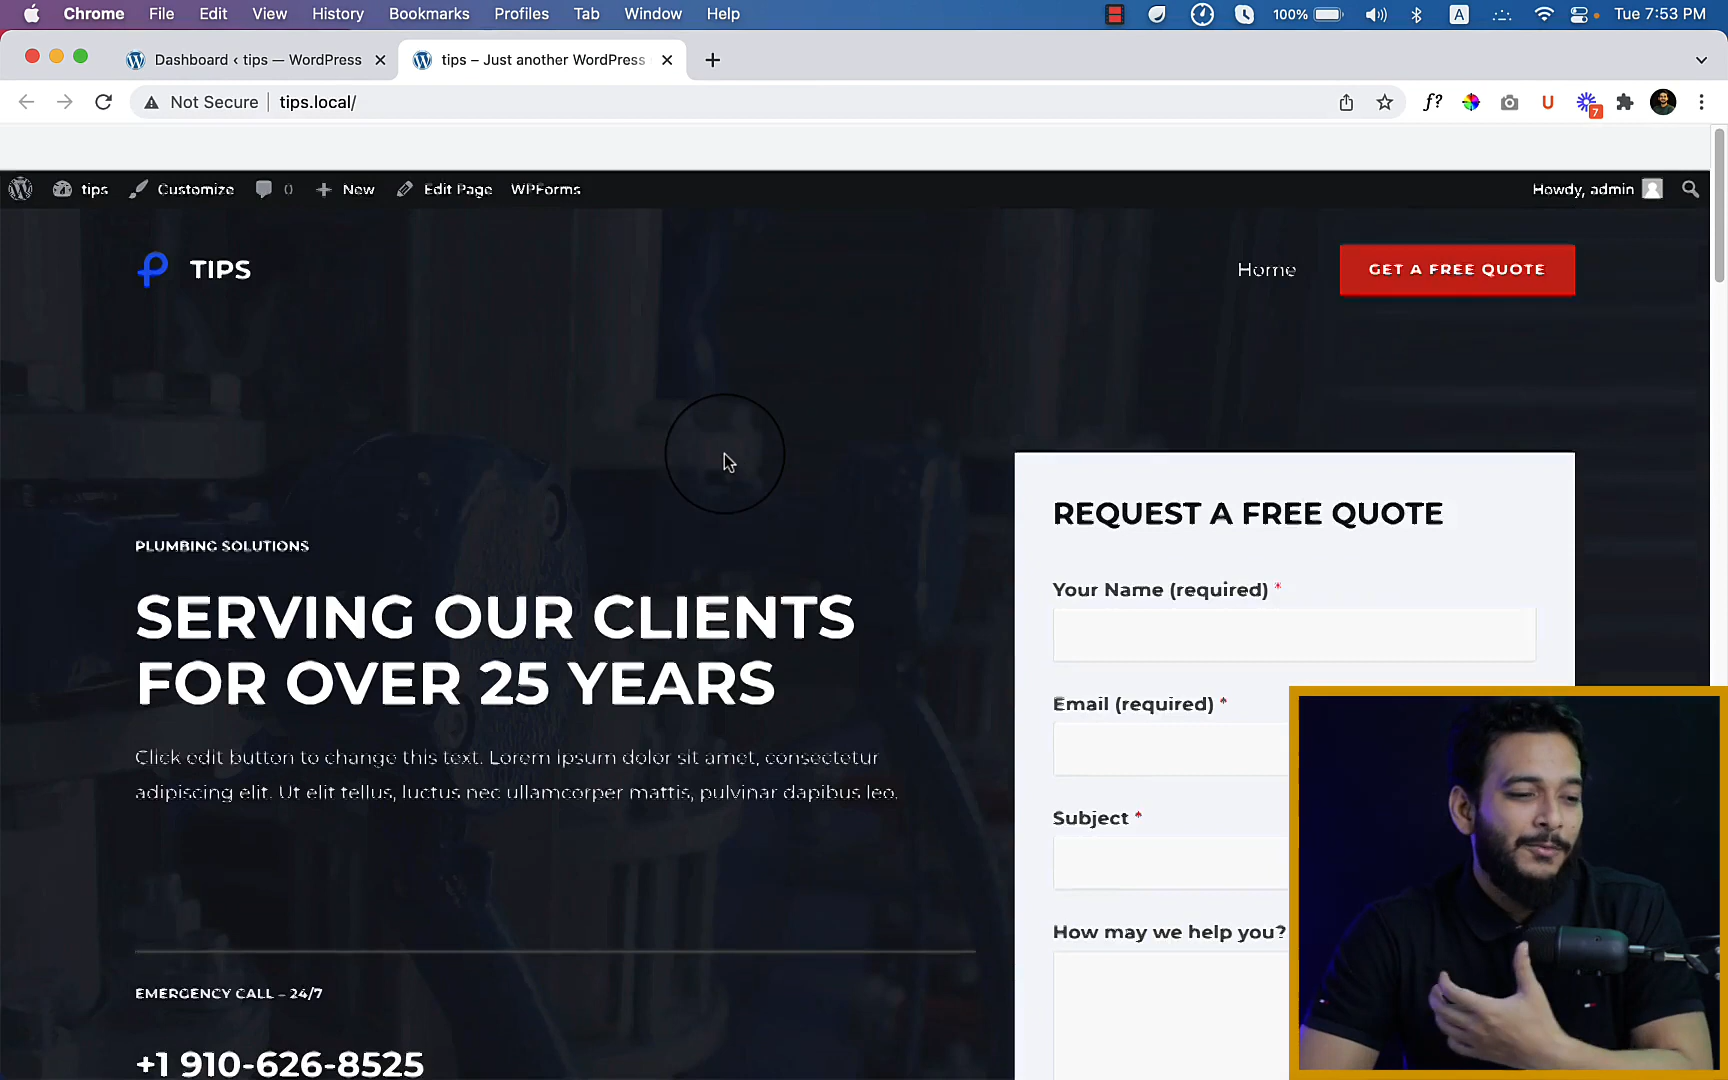 Chrome File Edit View History Bookmarks Profiles Tab Window Help 100% A Tue 7:53 PM
Dashboard ‹ tips — WordPress tips – Just another WordPress
Not Secure tips.local/ f? U 7
tips Customize 0 New Edit Page WPForms Howdy, admin
TIPS Home GET A FREE QUOTE
REQUEST A FREE QUOTE
PLUMBING SOLUTIONS
Your Name (required) *
SERVING OUR CLIENTS
FOR OVER 25 YEARS
Email (required) *
Click edit button to change this text. Lorem ipsum dolor sit amet, consectetur
adipiscing elit. Ut elit tellus, luctus nec ullamcorper mattis, pulvinar dapibus leo.
Subject *
How may we help you?
EMERGENCY CALL – 24/7
+1 910-626-8525